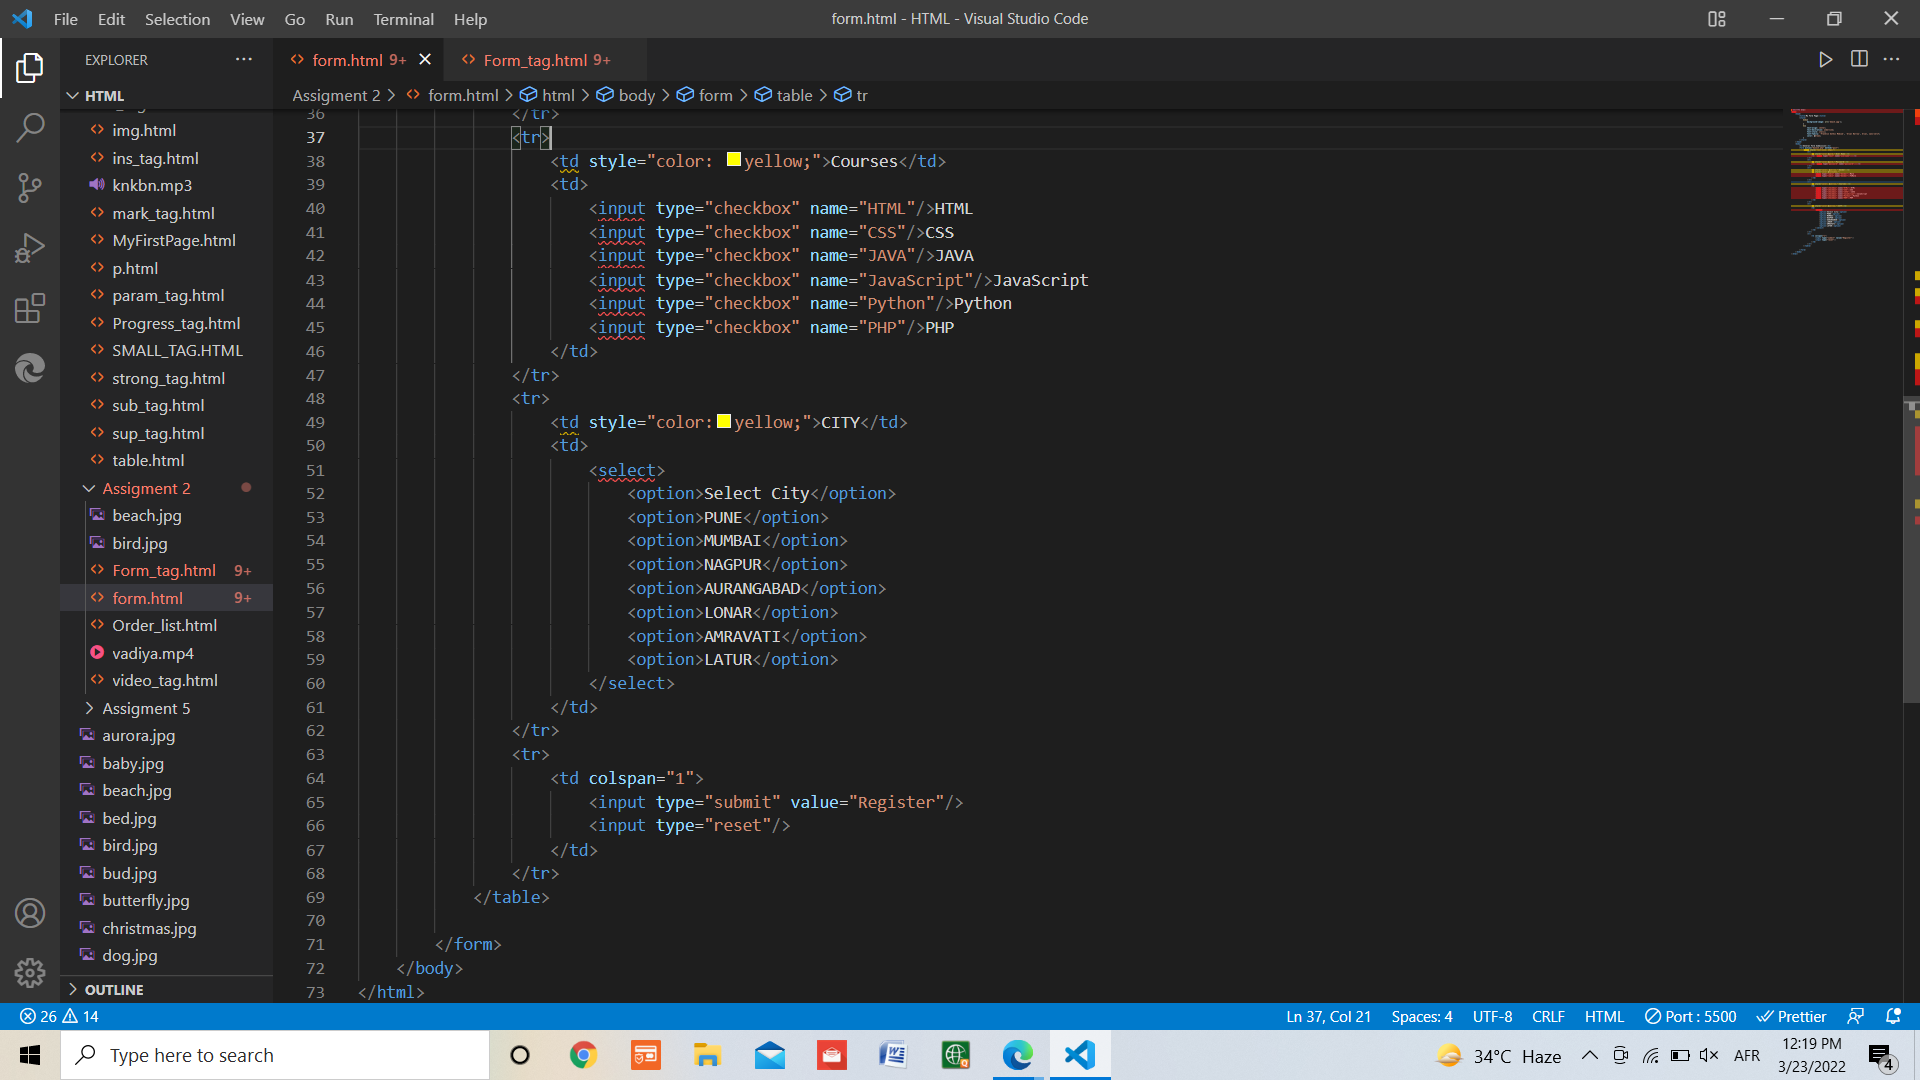 File Edit Selection View Go Run Terminal Help
form.html - HTML - Visual Studio Code
EXPLORER
form.html 9+
Form_tag.html 9+
HTML
Assigment 2 > form.html > html > body > form > table > tr
img.html
ins_tag.html
knkbn.mp3
mark_tag.html
MyFirstPage.html
p.html
param_tag.html
Progress_tag.html
SMALL_TAG.HTML
strong_tag.html
sub_tag.html
sup_tag.html
table.html
Assigment 2
beach.jpg
bird.jpg
Form_tag.html 9+
form.html 9+
Order_list.html
vadiya.mp4
video_tag.html
Assigment 5
aurora.jpg
baby.jpg
beach.jpg
bed.jpg
bird.jpg
bud.jpg
butterfly.jpg
christmas.jpg
dog.jpg
OUTLINE
36 </tr>
37 <tr>
38 <td style="color: yellow;">Courses</td>
39 <td>
40 <input type="checkbox" name="HTML"/>HTML
41 <input type="checkbox" name="CSS"/>CSS
42 <input type="checkbox" name="JAVA"/>JAVA
43 <input type="checkbox" name="JavaScript"/>JavaScript
44 <input type="checkbox" name="Python"/>Python
45 <input type="checkbox" name="PHP"/>PHP
46 </td>
47 </tr>
48 <tr>
49 <td style="color:yellow;">CITY</td>
50 <td>
51 <select>
52 <option>Select City</option>
53 <option>PUNE</option>
54 <option>MUMBAI</option>
55 <option>NAGPUR</option>
56 <option>AURANGABAD</option>
57 <option>LONAR</option>
58 <option>AMRAVATI</option>
59 <option>LATUR</option>
60 </select>
61 </td>
62 </tr>
63 <tr>
64 <td colspan="1">
65 <input type="submit" value="Register"/>
66 <input type="reset"/>
67 </td>
68 </tr>
69 </table>
70
71 </form>
72 </body>
73 </html>
26 14
Ln 37, Col 21 Spaces: 4 UTF-8 CRLF HTML Port : 5500 Prettier
Type here to search
34°C Haze
AFR
12:19 PM
3/23/2022
4